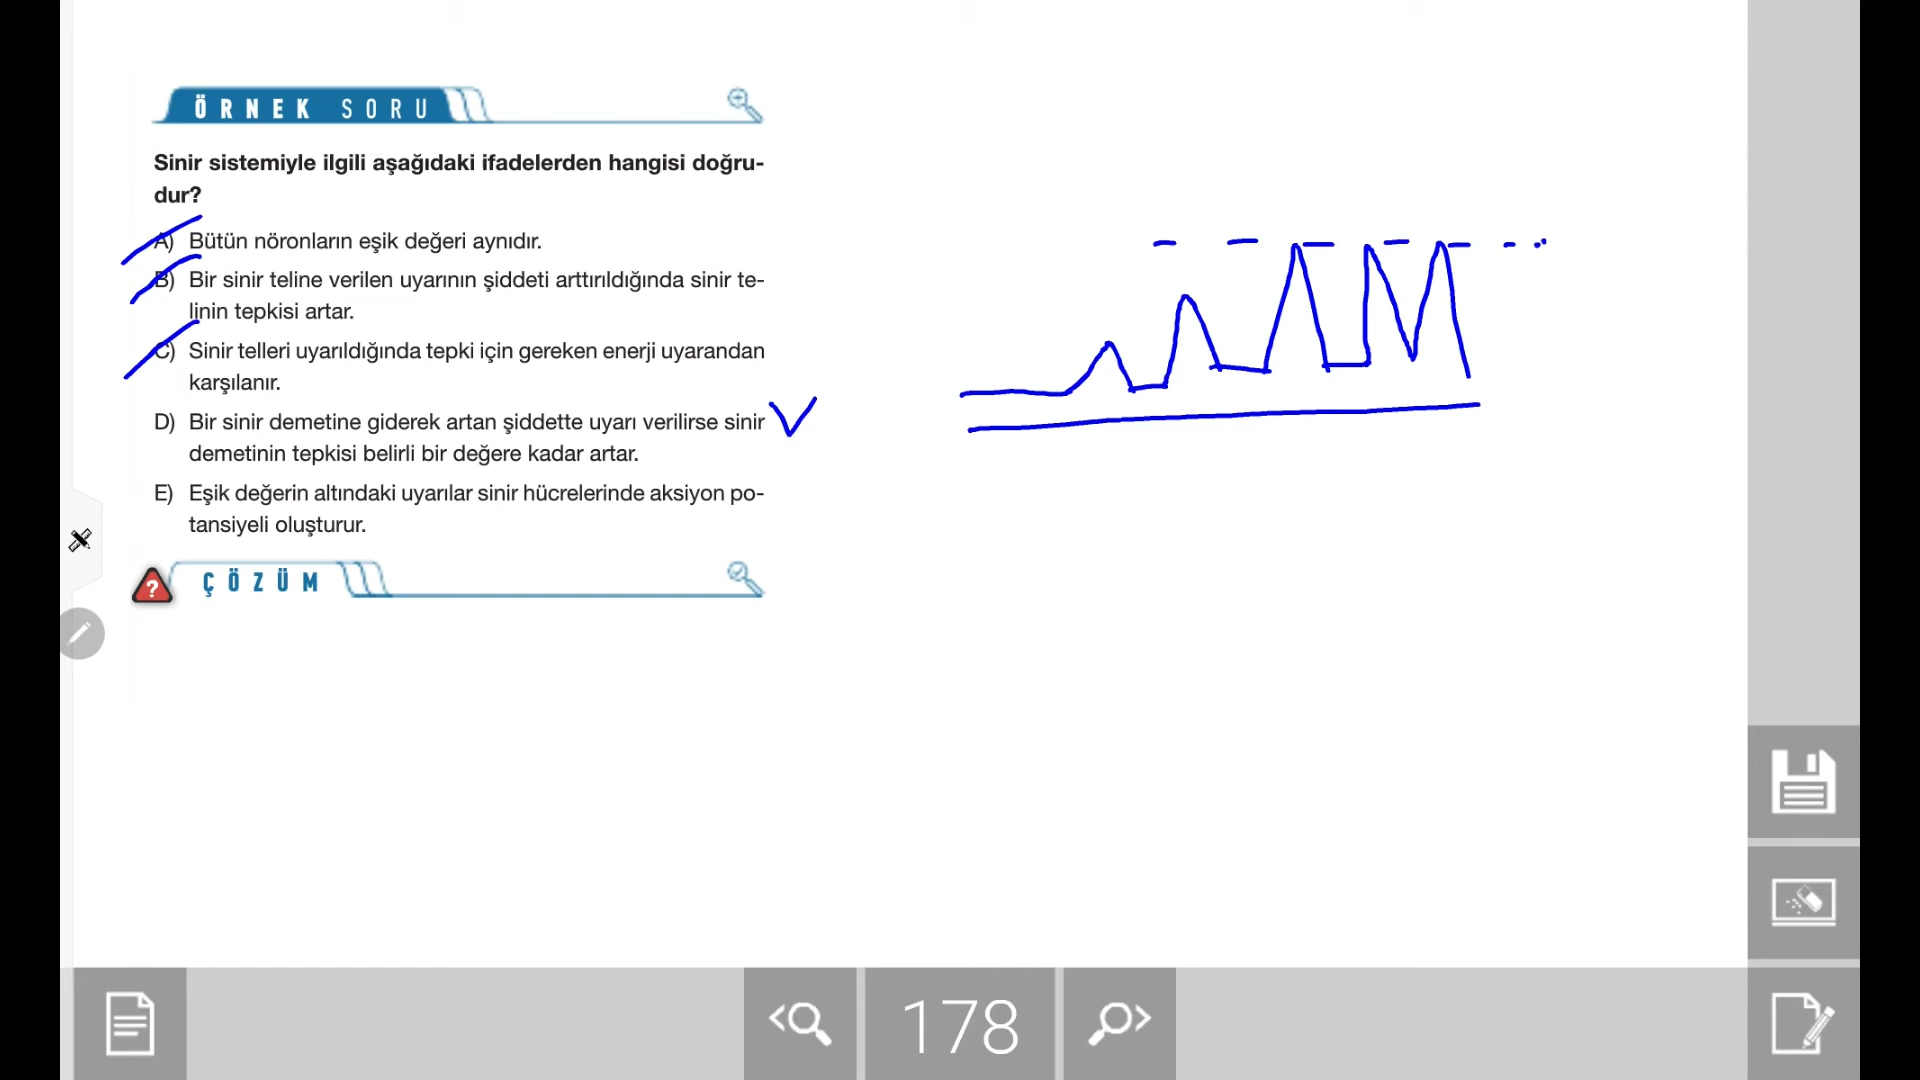 ÖRNEK SORU
Sinir sistemiyle ilgili aşağıdaki ifadelerden hangisi doğru-
dur?
A) Bütün nöronların eşik değeri aynıdır.
B) Bir sinir teline verilen uyarının şiddeti arttırıldığında sinir te-
linin tepkisi artar.
C) Sinir telleri uyarıldığında tepki için gereken enerji uyarandan
karşılanır.
D) Bir sinir demetine giderek artan şiddette uyarı verilirse sinir
demetinin tepkisi belirli bir değere kadar artar.
E) Eşik değerin altındaki uyarılar sinir hücrelerinde aksiyon po-
tansiyeli oluşturur.
? ÇÖZÜM
178